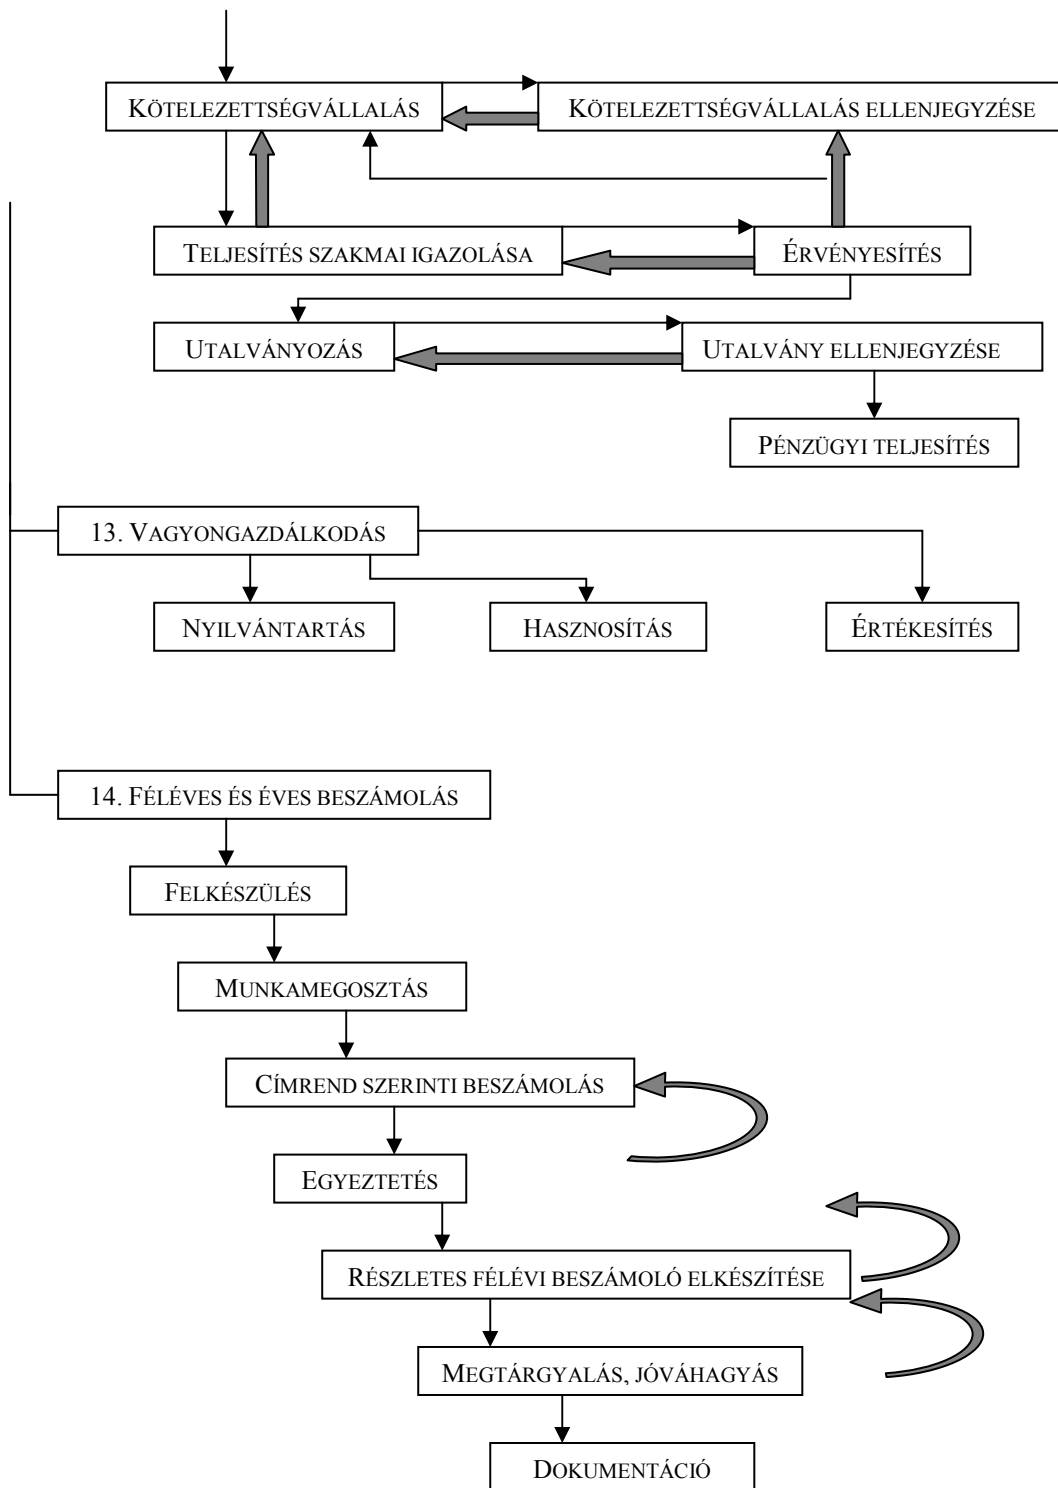 KÖTELEZETTSÉGVÁLLALÁS
KÖTELEZETTSÉGVÁLLALÁS ELLENJEGYZÉSE
TELJESÍTÉS SZAKMAI IGAZOLÁSA
ÉRVÉNYESÍTÉS
UTALVÁNYOZÁS
UTALVÁNY ELLENJEGYZÉSE
PÉNZÜGYI TELJESÍTÉS
13. VAGYONGAZDÁLKODÁS
NYILVÁNTARTÁS
HASZNOSÍTÁS
ÉRTÉKESÍTÉS
14. FÉLÉVES ÉS ÉVES BESZÁMOLÁS
FELKÉSZÜLÉS
MUNKAMEGOSZTÁS
CÍMREND SZERINTI BESZÁMOLÁS
EGYEZTETÉS
RÉSZLETES FÉLÉVI BESZÁMOLÓ ELKÉSZÍTÉSE
MEGTÁRGYALÁS, JÓVÁHAGYÁS
DOKUMENTÁCIÓ